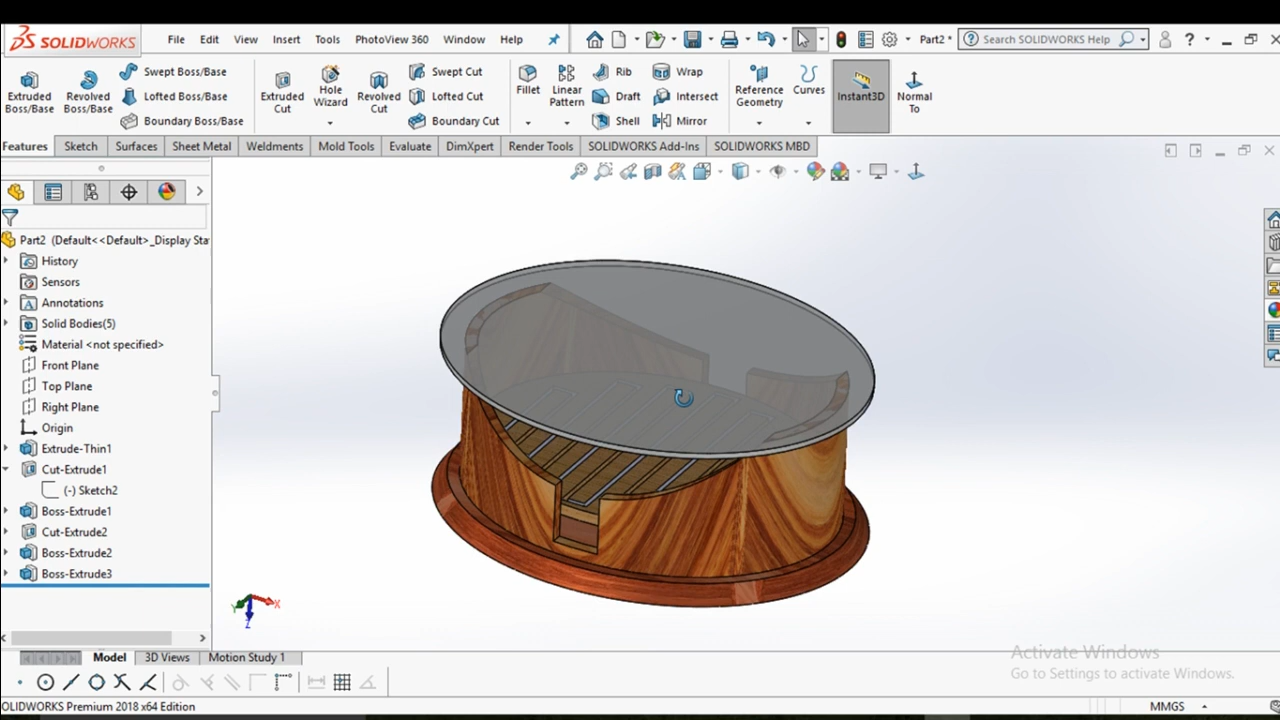 SOLIDWORKS
File Edit View Insert Tools PhotoView 360 Window Help
Part2 *
Search SOLIDWORKS Help
?
Extruded Boss/Base
Revolved Boss/Base
Swept Boss/Base
Lofted Boss/Base
Boundary Boss/Base
Extruded Cut
Hole Wizard
Revolved Cut
Swept Cut
Lofted Cut
Boundary Cut
Fillet
Linear Pattern
Rib
Draft
Shell
Wrap
Intersect
Mirror
Reference Geometry
Curves
Instant3D
Normal To
Features Sketch Surfaces Sheet Metal Weldments Mold Tools Evaluate DimXpert Render Tools SOLIDWORKS Add-Ins SOLIDWORKS MBD
Part2 (Default<<Default>_Display Sta
History
Sensors
Annotations
Solid Bodies(5)
Material <not specified>
Front Plane
Top Plane
Right Plane
Origin
Extrude-Thin1
Cut-Extrude1
(-) Sketch2
Boss-Extrude1
Cut-Extrude2
Boss-Extrude2
Boss-Extrude3
Y X
Z
Activate Windows
Go to Settings to activate Windows.
Model 3D Views Motion Study 1
OLIDWORKS Premium 2018 x64 Edition
MMGS